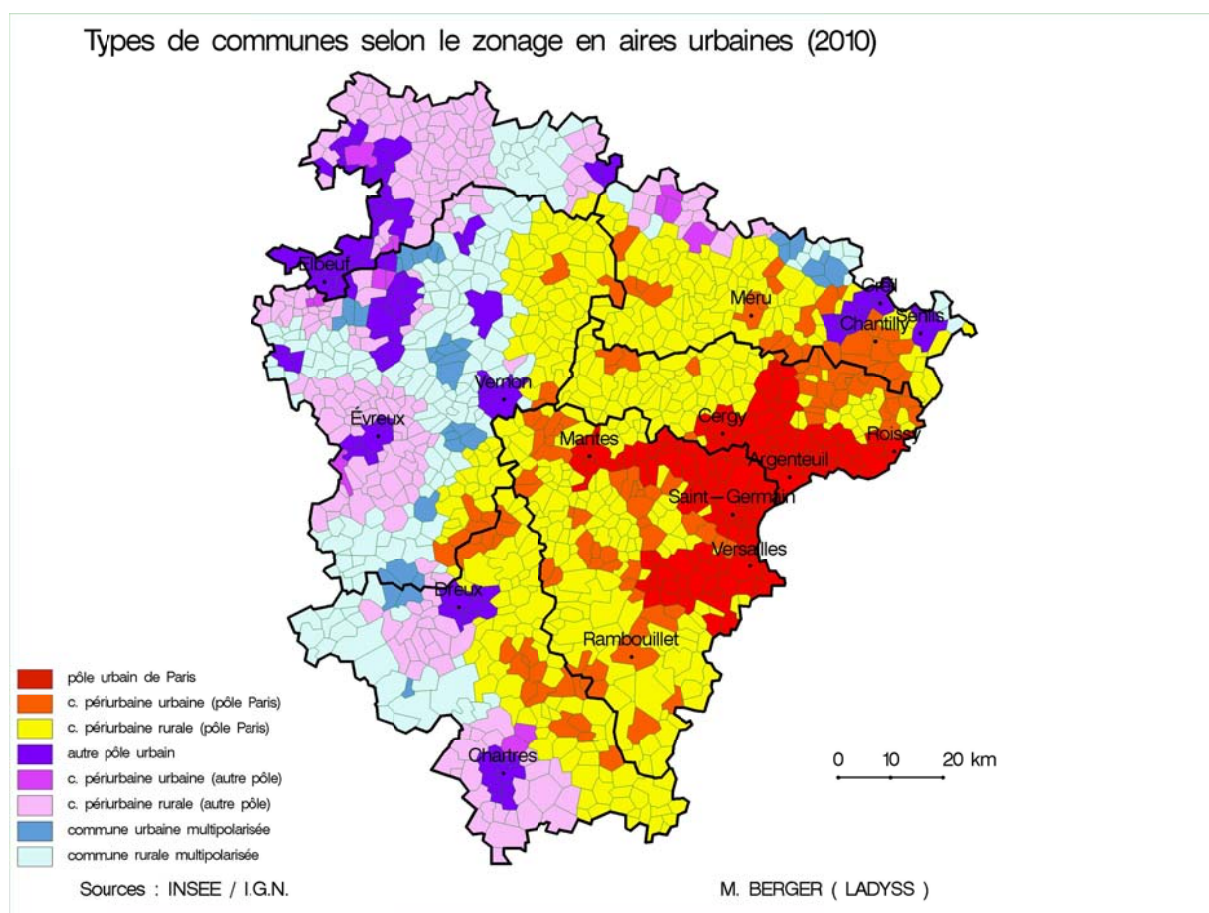 Types de communes selon le zonage en aires urbaines (2010)
Elbeuf
Creil
Méru
Senlis
Chantilly
Vernon
Évreux
Cergy
Mantes
Roissy
Argenteuil
Saint-Germain
Versailles
Dreux
Rambouillet
Chartres
pôle urbain de Paris
c. périurbaine urbaine (pôle Paris)
c. périurbaine rurale (pôle Paris)
autre pôle urbain
c. périurbaine urbaine (autre pôle)
c. périurbaine rurale (autre pôle)
commune urbaine multipolarisée
commune rurale multipolarisée
0 10 20 km
Sources : INSEE / I.G.N.
M. BERGER ( LADYSS )